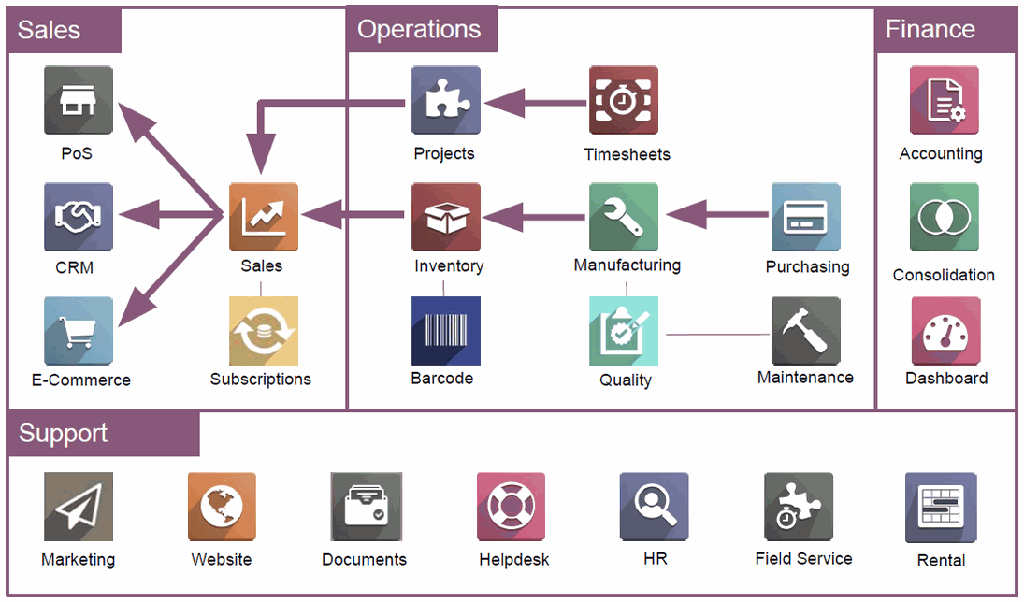 Sales
Operations
Finance
PoS
Projects
Timesheets
Accounting
CRM
Sales
Inventory
Manufacturing
Purchasing
Consolidation
E-Commerce
Subscriptions
Barcode
Quality
Maintenance
Dashboard
Support
Marketing
Website
Documents
Helpdesk
HR
Field Service
Rental